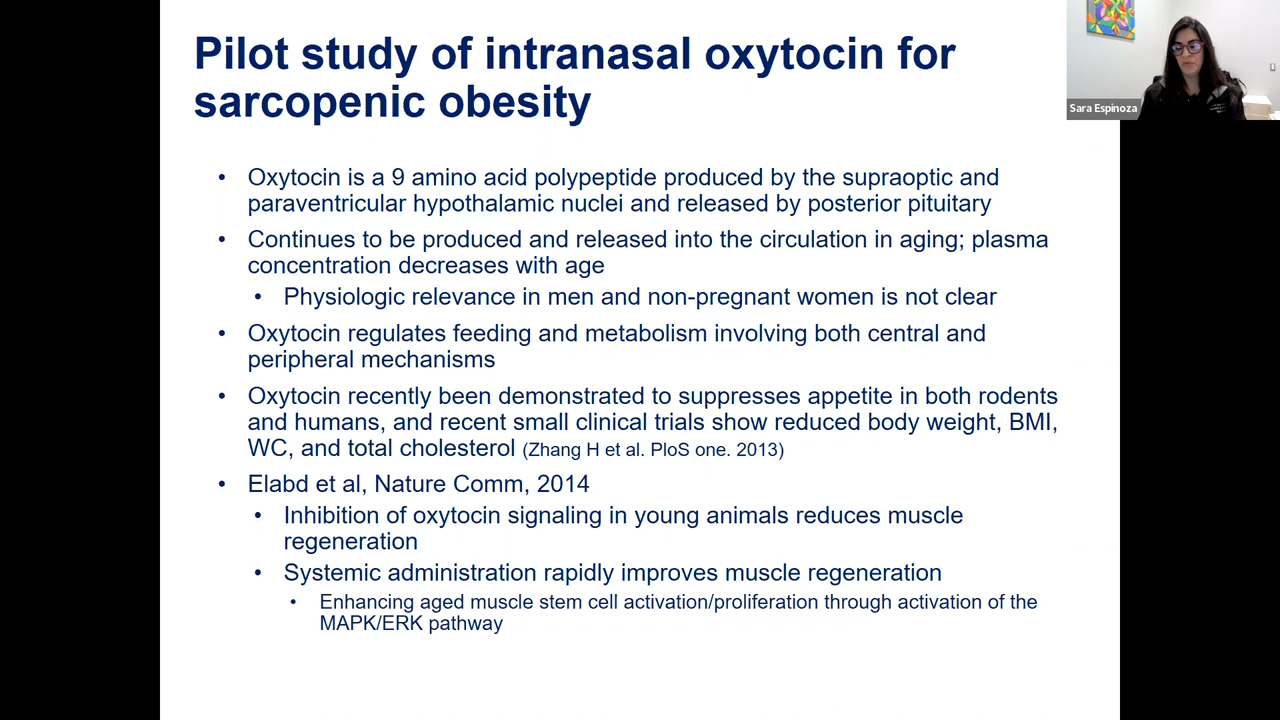 Pilot study of intranasal oxytocin for
sarcopenic obesity
Sara Espinoza
• Oxytocin is a 9 amino acid polypeptide produced by the supraoptic and
paraventricular hypothalamic nuclei and released by posterior pituitary
• Continues to be produced and released into the circulation in aging; plasma
concentration decreases with age
• Physiologic relevance in men and non-pregnant women is not clear
• Oxytocin regulates feeding and metabolism involving both central and
peripheral mechanisms
• Oxytocin recently been demonstrated to suppresses appetite in both rodents
and humans, and recent small clinical trials show reduced body weight, BMI,
WC, and total cholesterol (Zhang H et al. PloS one. 2013)
• Elabd et al, Nature Comm, 2014
• Inhibition of oxytocin signaling in young animals reduces muscle
regeneration
• Systemic administration rapidly improves muscle regeneration
• Enhancing aged muscle stem cell activation/proliferation through activation of the
MAPK/ERK pathway